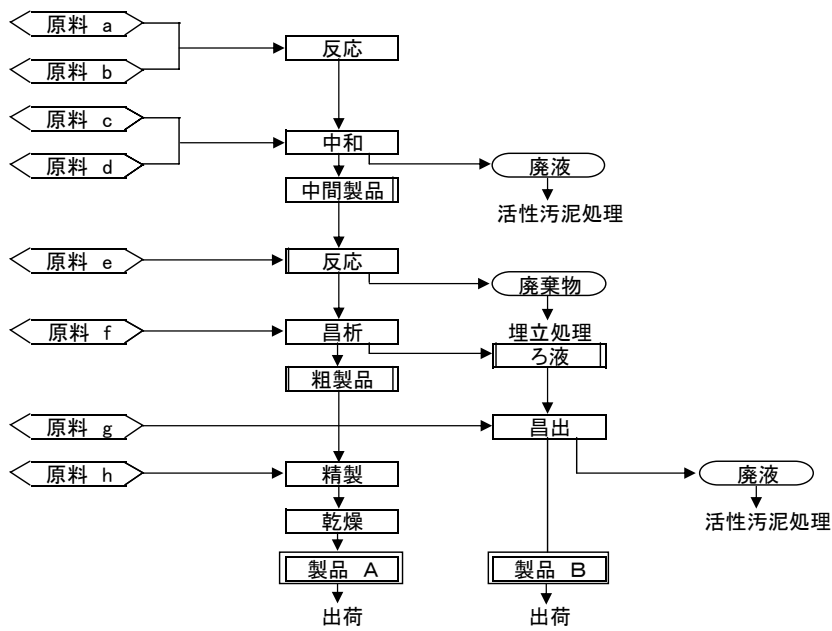 原料 a
反応
原料 b
原料 c
中和
原料 d
廃液
中間製品
活性汚泥処理
原料 e
反応
廃棄物
原料 f
昌析
埋立処理
ろ液
粗製品
原料 g
昌出
原料 h
精製
廃液
乾燥
活性汚泥処理
製品 A
製品 B
出荷
出荷